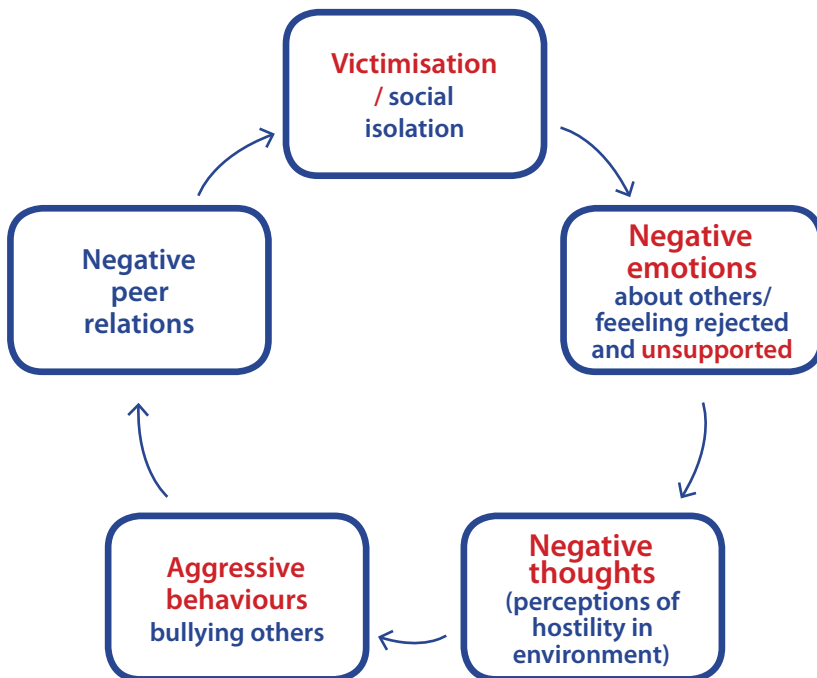 Victimisation
/ social
isolation
Negative
emotions
about others/
feeeling rejected
and unsupported
Negative
thoughts
(perceptions of
hostility in
environment)
Aggressive
behaviours
bullying others
Negative
peer
relations